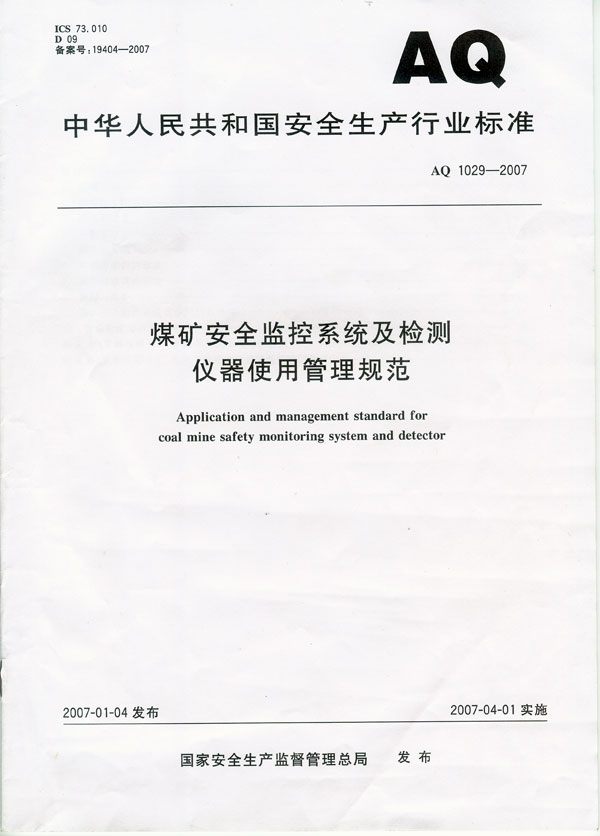 ICS 73.010
D 09
备案号:19404—2007
AQ
中华人民共和国安全生产行业标准
AQ 1029—2007
煤矿安全监控系统及检测
仪器使用管理规范
Application and management standard for
coal mine safety monitoring system and detector
2007-01-04 发布
2007-04-01 实施
国家安全生产监督管理总局 发布